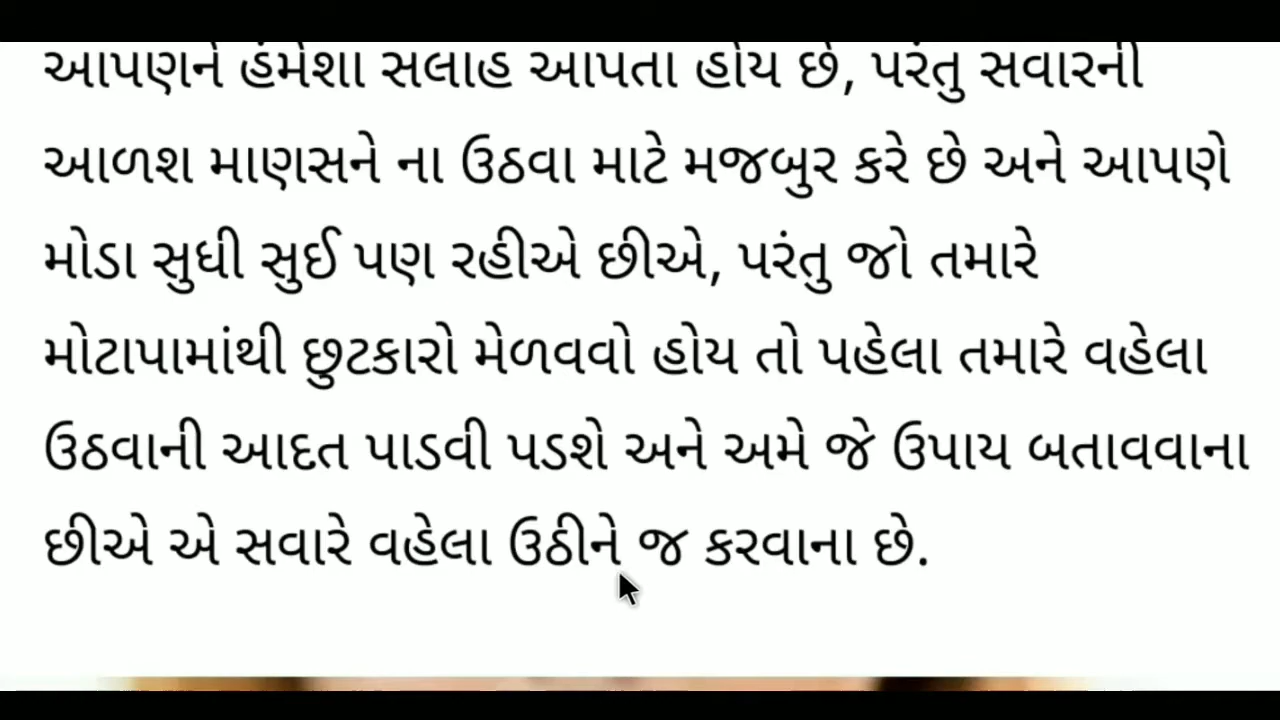 આપણને હંમેશા સલાહ આપતા હોય છે, પરંતુ સવારની
આળશ માણસને ના ઉઠવા માટે મજબુર કરે છે અને આપણે
મોડા સુધી સુઈ પણ રહીએ છીએ, પરંતુ જો તમારે
મોટાપામાંથી છુટકારો મેળવવો હોય તો પહેલા તમારે વહેલા
ઉઠવાની આદત પાડવી પડશે અને અમે જે ઉપાય બતાવવાના
છીએ એ સવારે વહેલા ઉઠીને જ કરવાના છે.